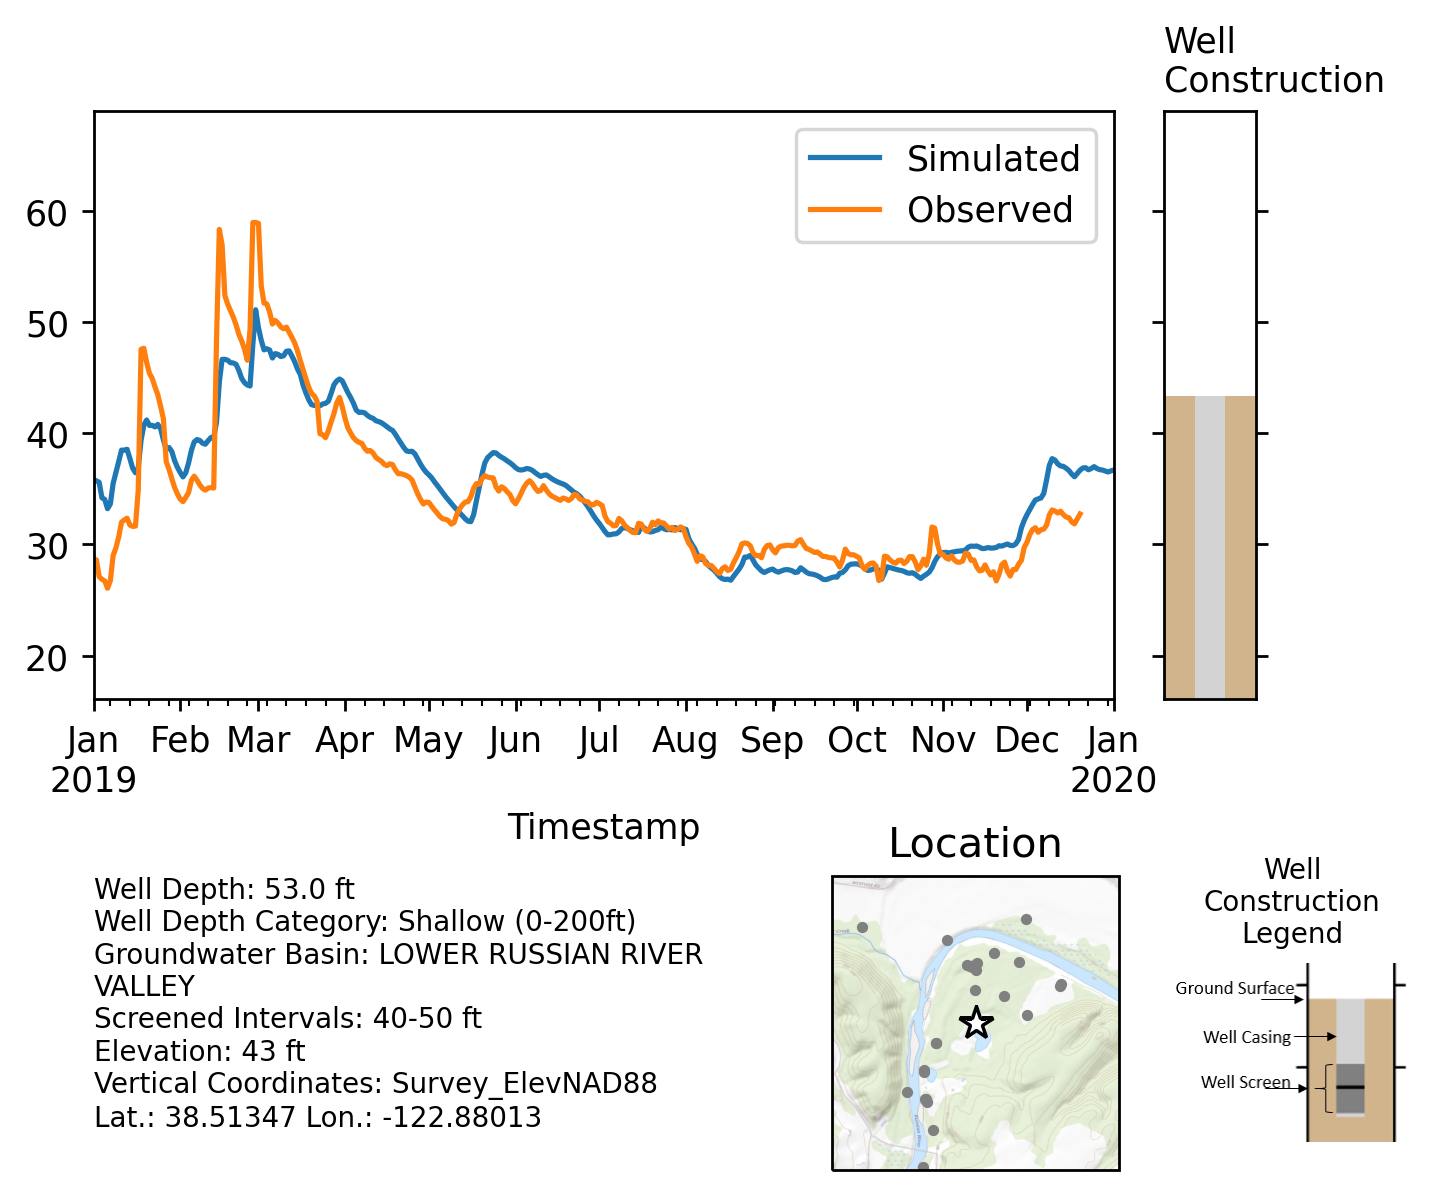 Well
Construction
Simulated
Observed
60
50
40
30
20
Jan Feb Mar Apr May Jun Jul Aug Sep Oct Nov Dec Jan
2019 2020
Timestamp
Well Depth: 53.0 ft
Well Depth Category: Shallow (0-200ft)
Groundwater Basin: LOWER RUSSIAN RIVER
VALLEY
Screened Intervals: 40-50 ft
Elevation: 43 ft
Vertical Coordinates: Survey_ElevNAD88
Lat.: 38.51347 Lon.: -122.88013
Location
Well
Construction
Legend
Ground Surface
Well Casing
Well Screen